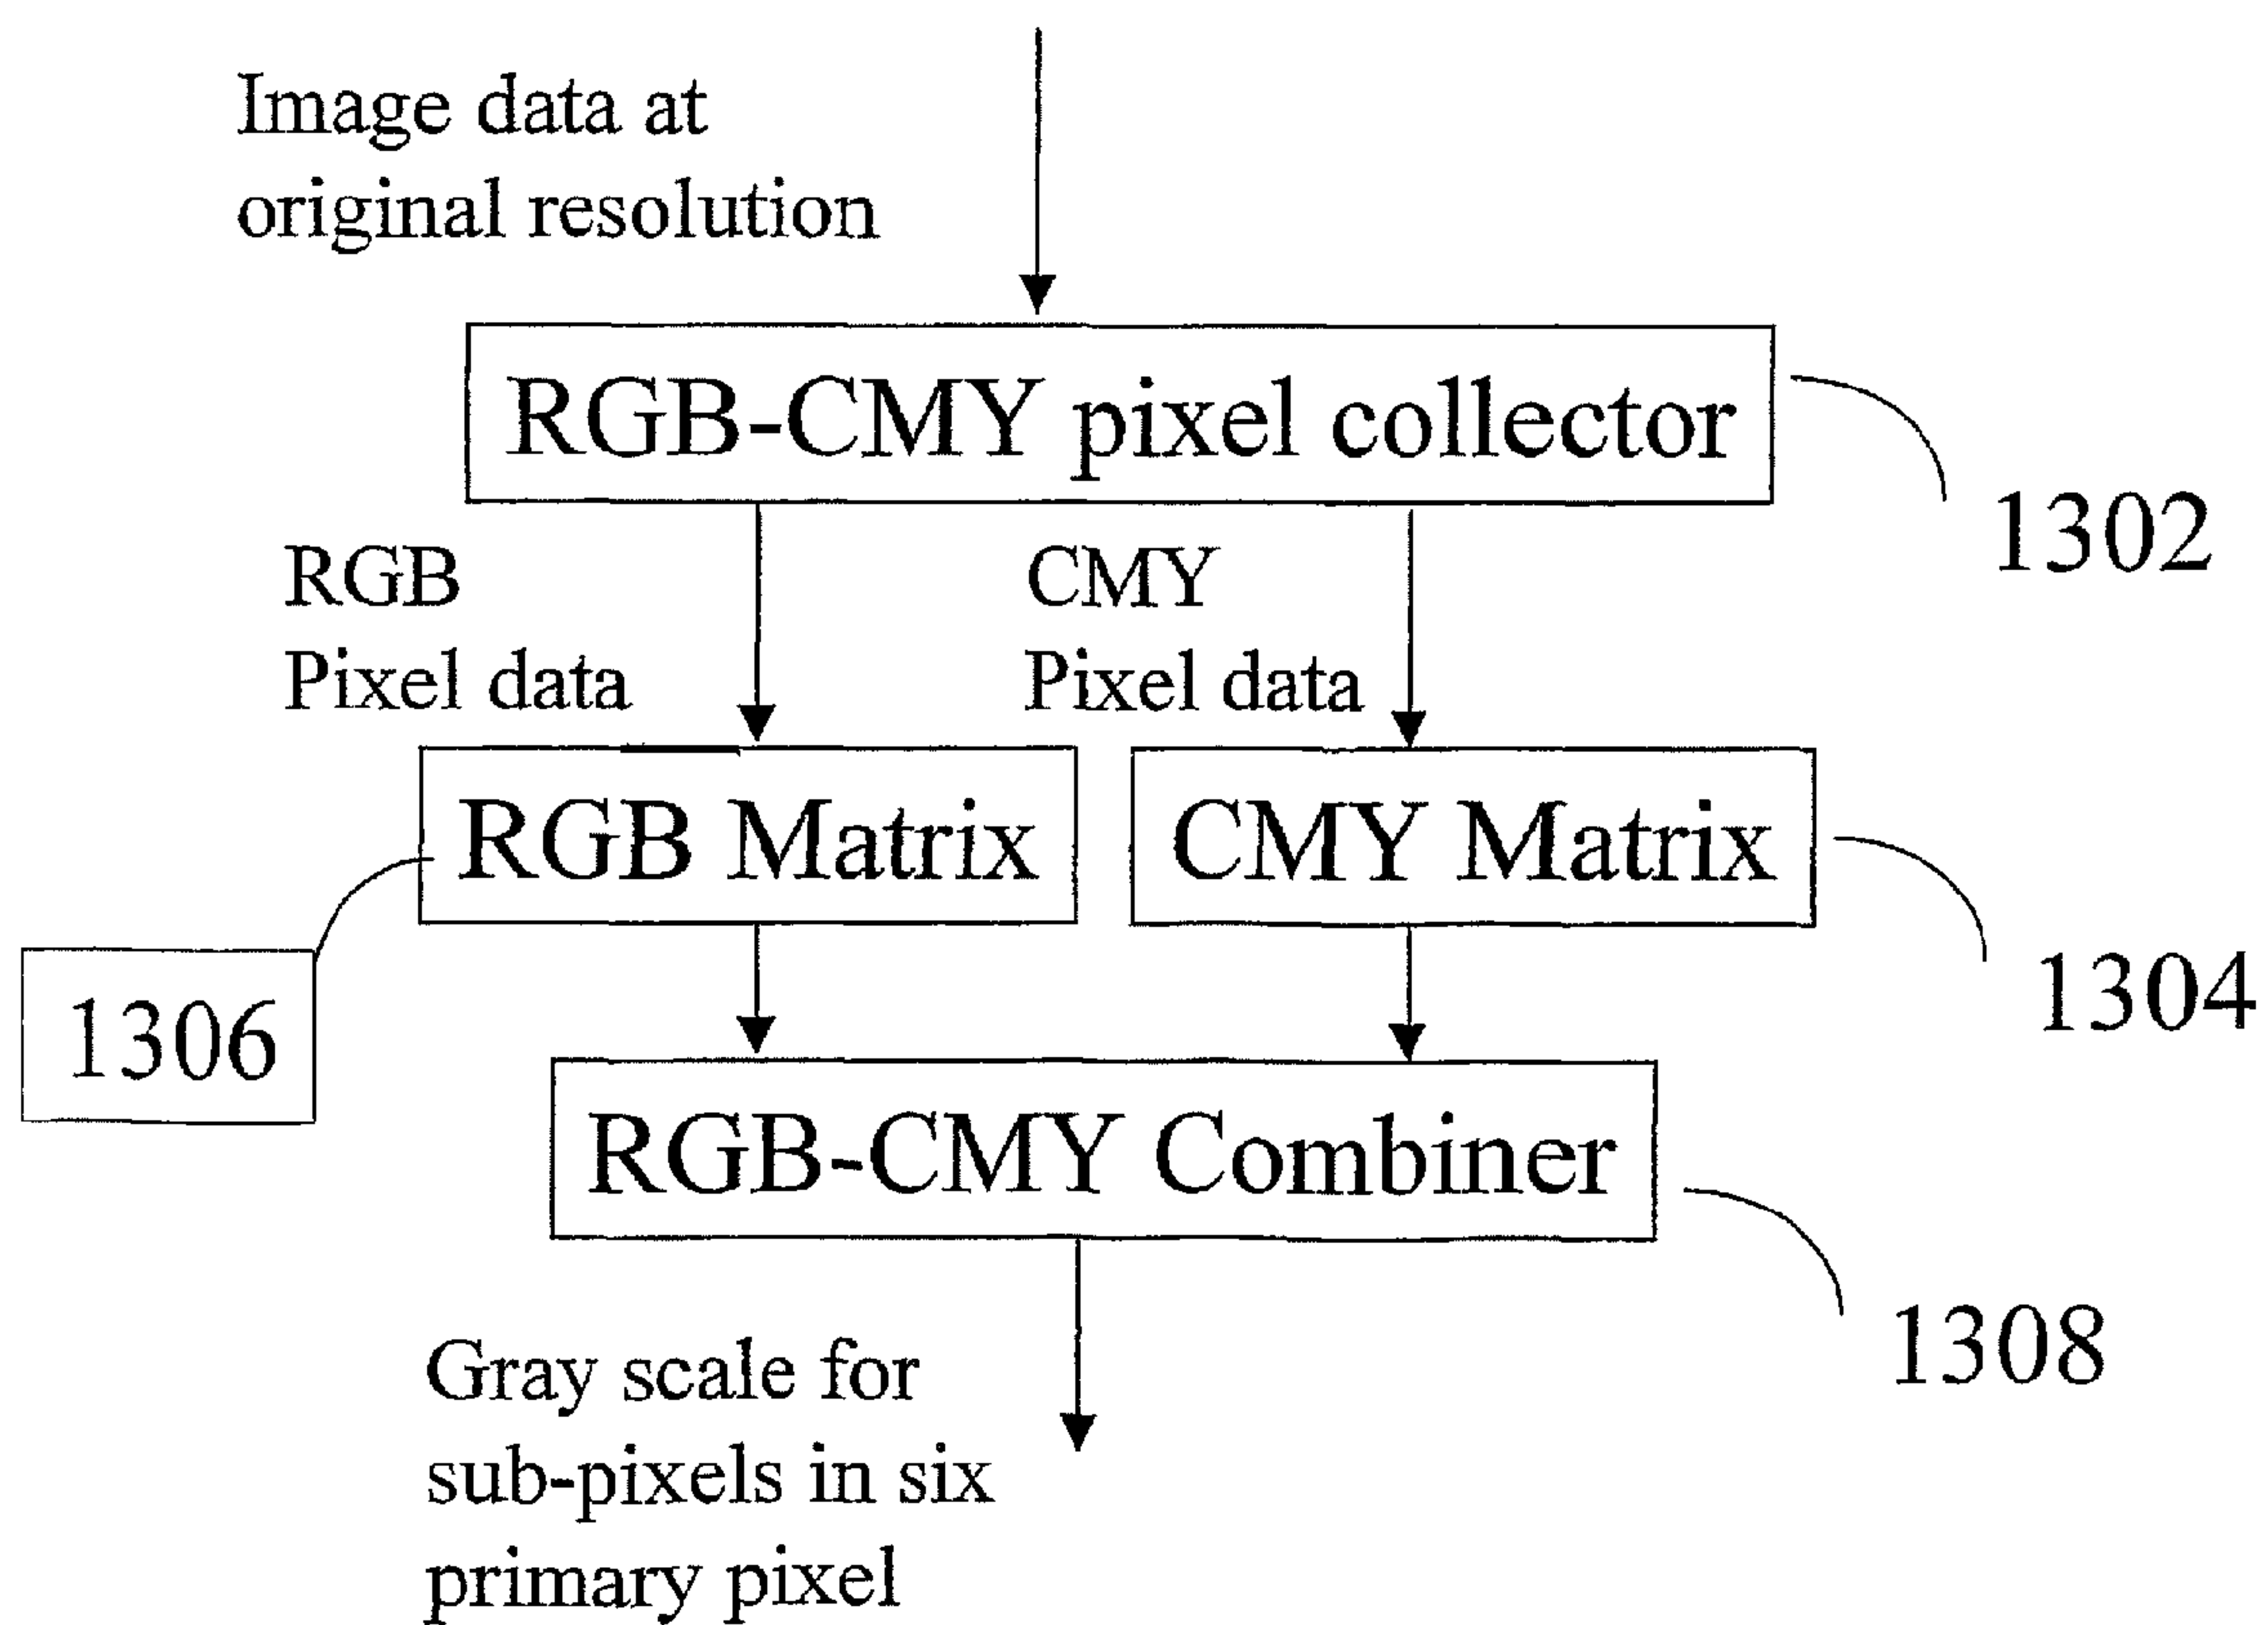 Image data at
original resolution
RGB-CMY pixel collector
1302
RGB
Pixel data
CMY
Pixel data
RGB Matrix
CMY Matrix
1306
1304
RGB-CMY Combiner
1308
Gray scale for
sub-pixels in six
primary pixel